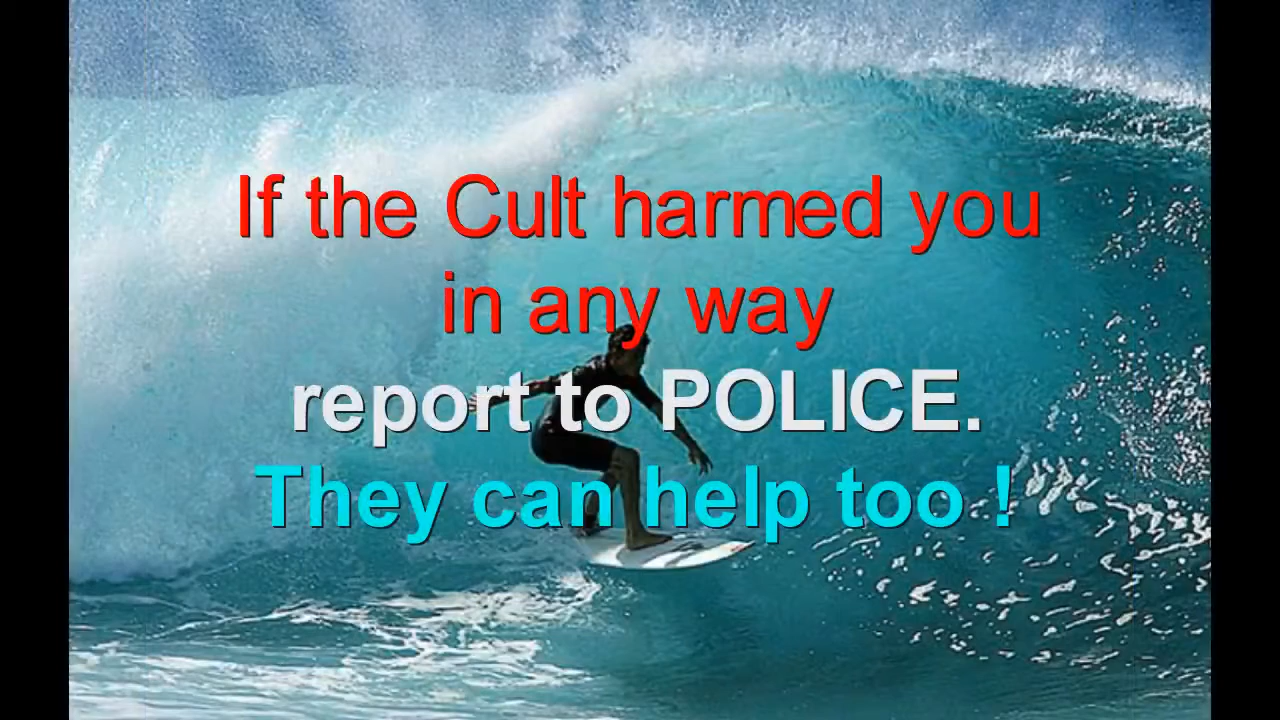 If the Cult harmed you
in any way
report to POLICE.
They can help too !